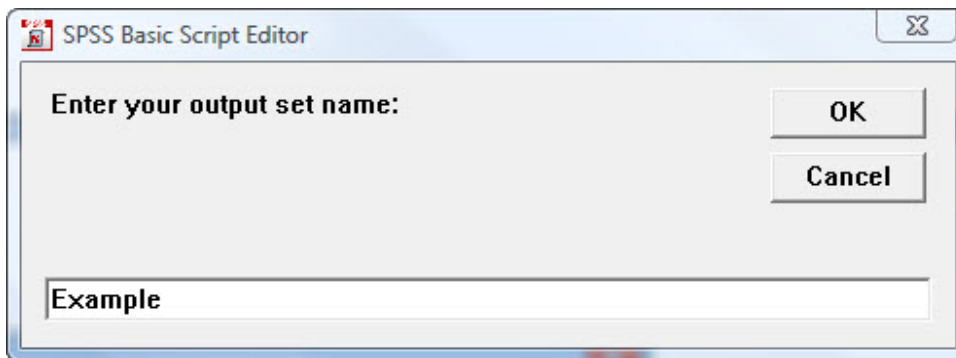 SPSS Basic Script Editor
Enter your output set name:
OK
Cancel
Example